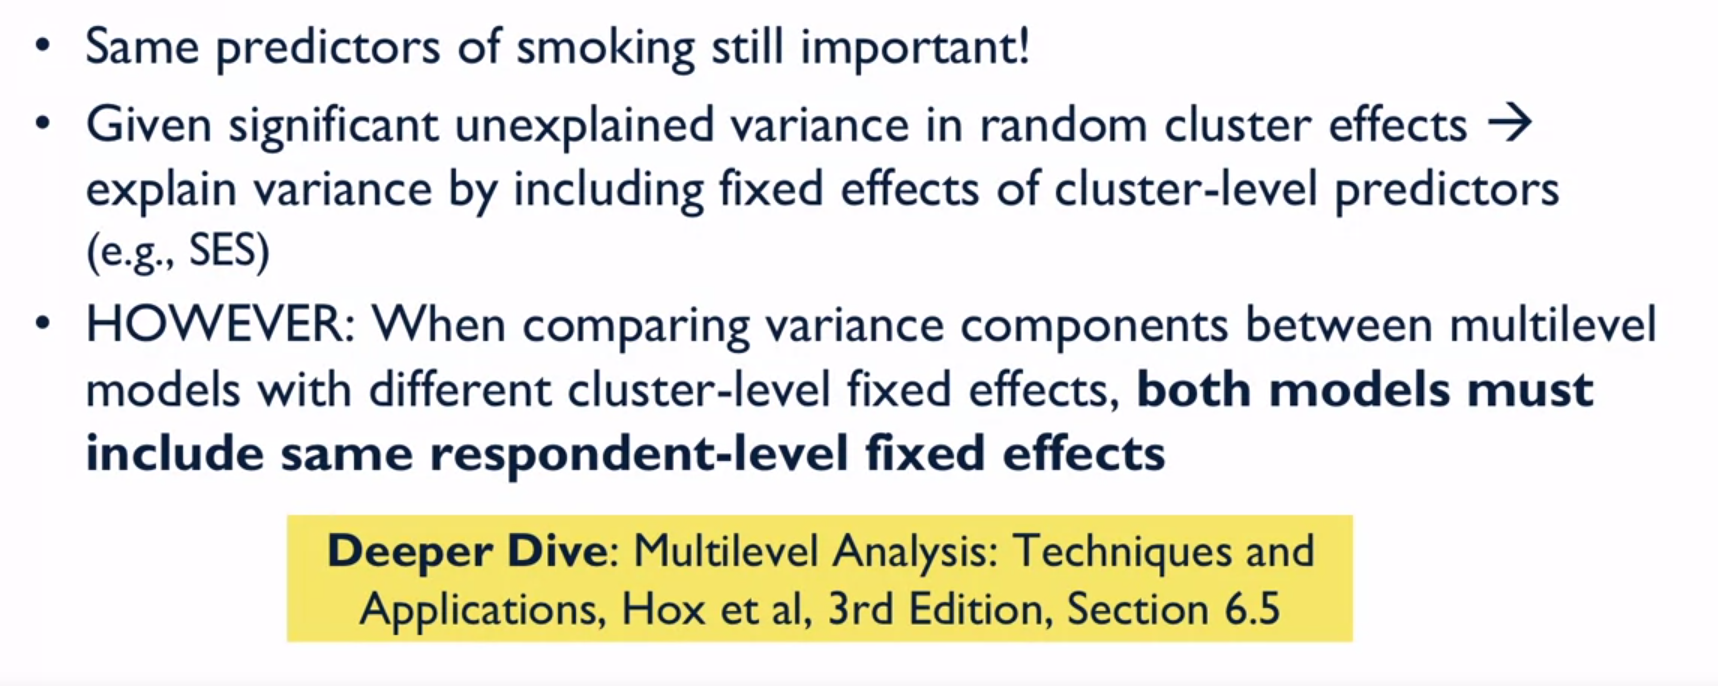 • Same predictors of smoking still important!
• Given significant unexplained variance in random cluster effects →
explain variance by including fixed effects of cluster-level predictors
(e.g., SES)
• HOWEVER: When comparing variance components between multilevel
models with different cluster-level fixed effects, both models must
include same respondent-level fixed effects
Deeper Dive: Multilevel Analysis: Techniques and
Applications, Hox et al, 3rd Edition, Section 6.5